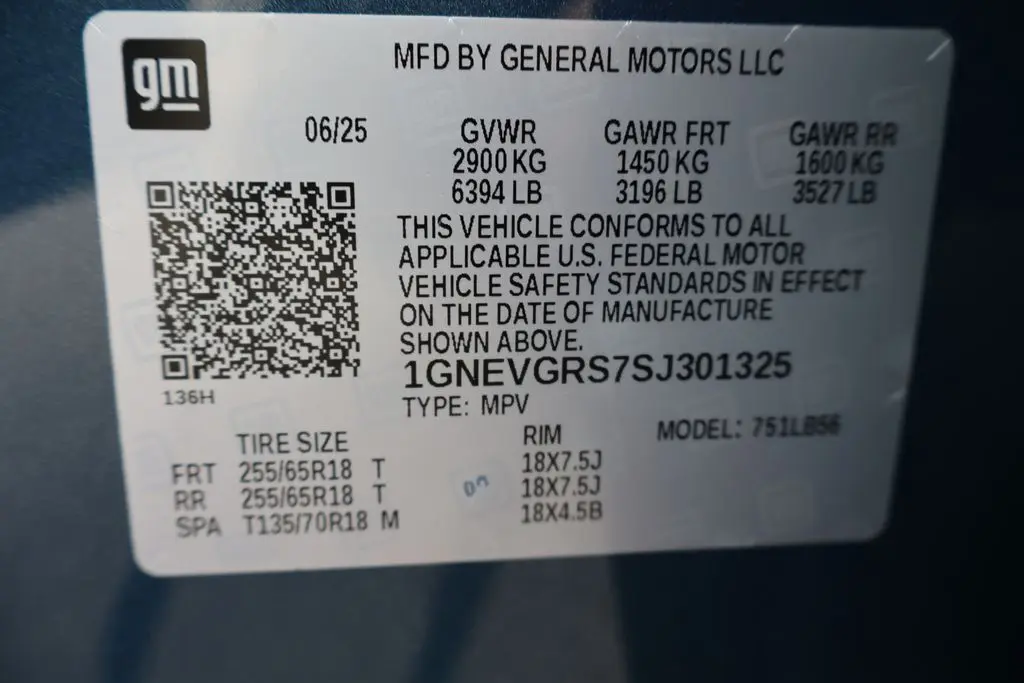 gm
MFD BY GENERAL MOTORS LLC
06/25 GVWR GAWR FRT GAWR RR
2900 KG 1450 KG 1600 KG
6394 LB 3196 LB 3527 LB
THIS VEHICLE CONFORMS TO ALL
APPLICABLE U.S. FEDERAL MOTOR
VEHICLE SAFETY STANDARDS IN EFFECT
ON THE DATE OF MANUFACTURE
SHOWN ABOVE.
1GNEVGRS7SJ301325
136H
TYPE: MPV
MODEL: 751LB56
TIRE SIZE RIM
FRT 255/65R18 T 18X7.5J
RR 255/65R18 T 18X7.5J
SPA T135/70R18 M 18X4.5B